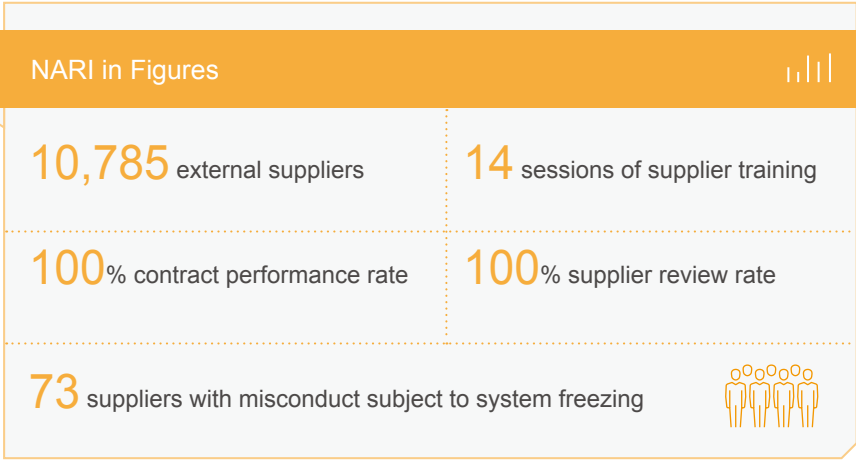 NARI in Figures
10,785 external suppliers
14 sessions of supplier training
100% contract performance rate
100% supplier review rate
73 suppliers with misconduct subject to system freezing